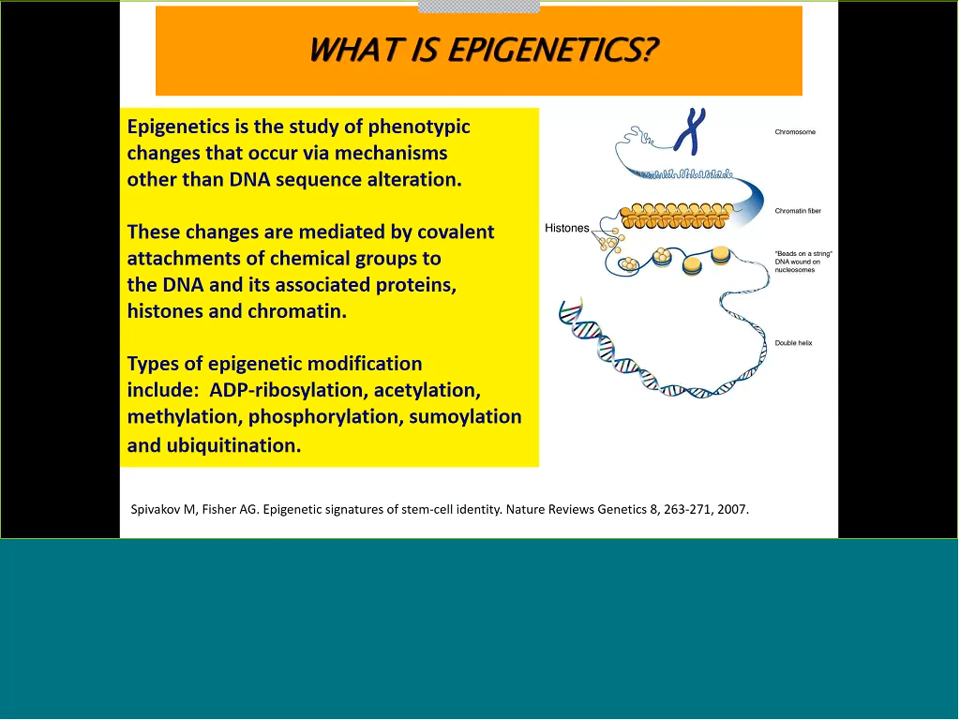 WHAT IS EPIGENETICS?
Epigenetics is the study of phenotypic
changes that occur via mechanisms
other than DNA sequence alteration.
These changes are mediated by covalent
attachments of chemical groups to
the DNA and its associated proteins,
histones and chromatin.
Types of epigenetic modification
include:  ADP-ribosylation, acetylation,
methylation, phosphorylation, sumoylation
and ubiquitination.
Chromosome
Chromatin fiber
Histones
"Beads on a string"
DNA wound on
nucleosomes
Double helix
Spivakov M, Fisher AG. Epigenetic signatures of stem-cell identity. Nature Reviews Genetics 8, 263-271, 2007.